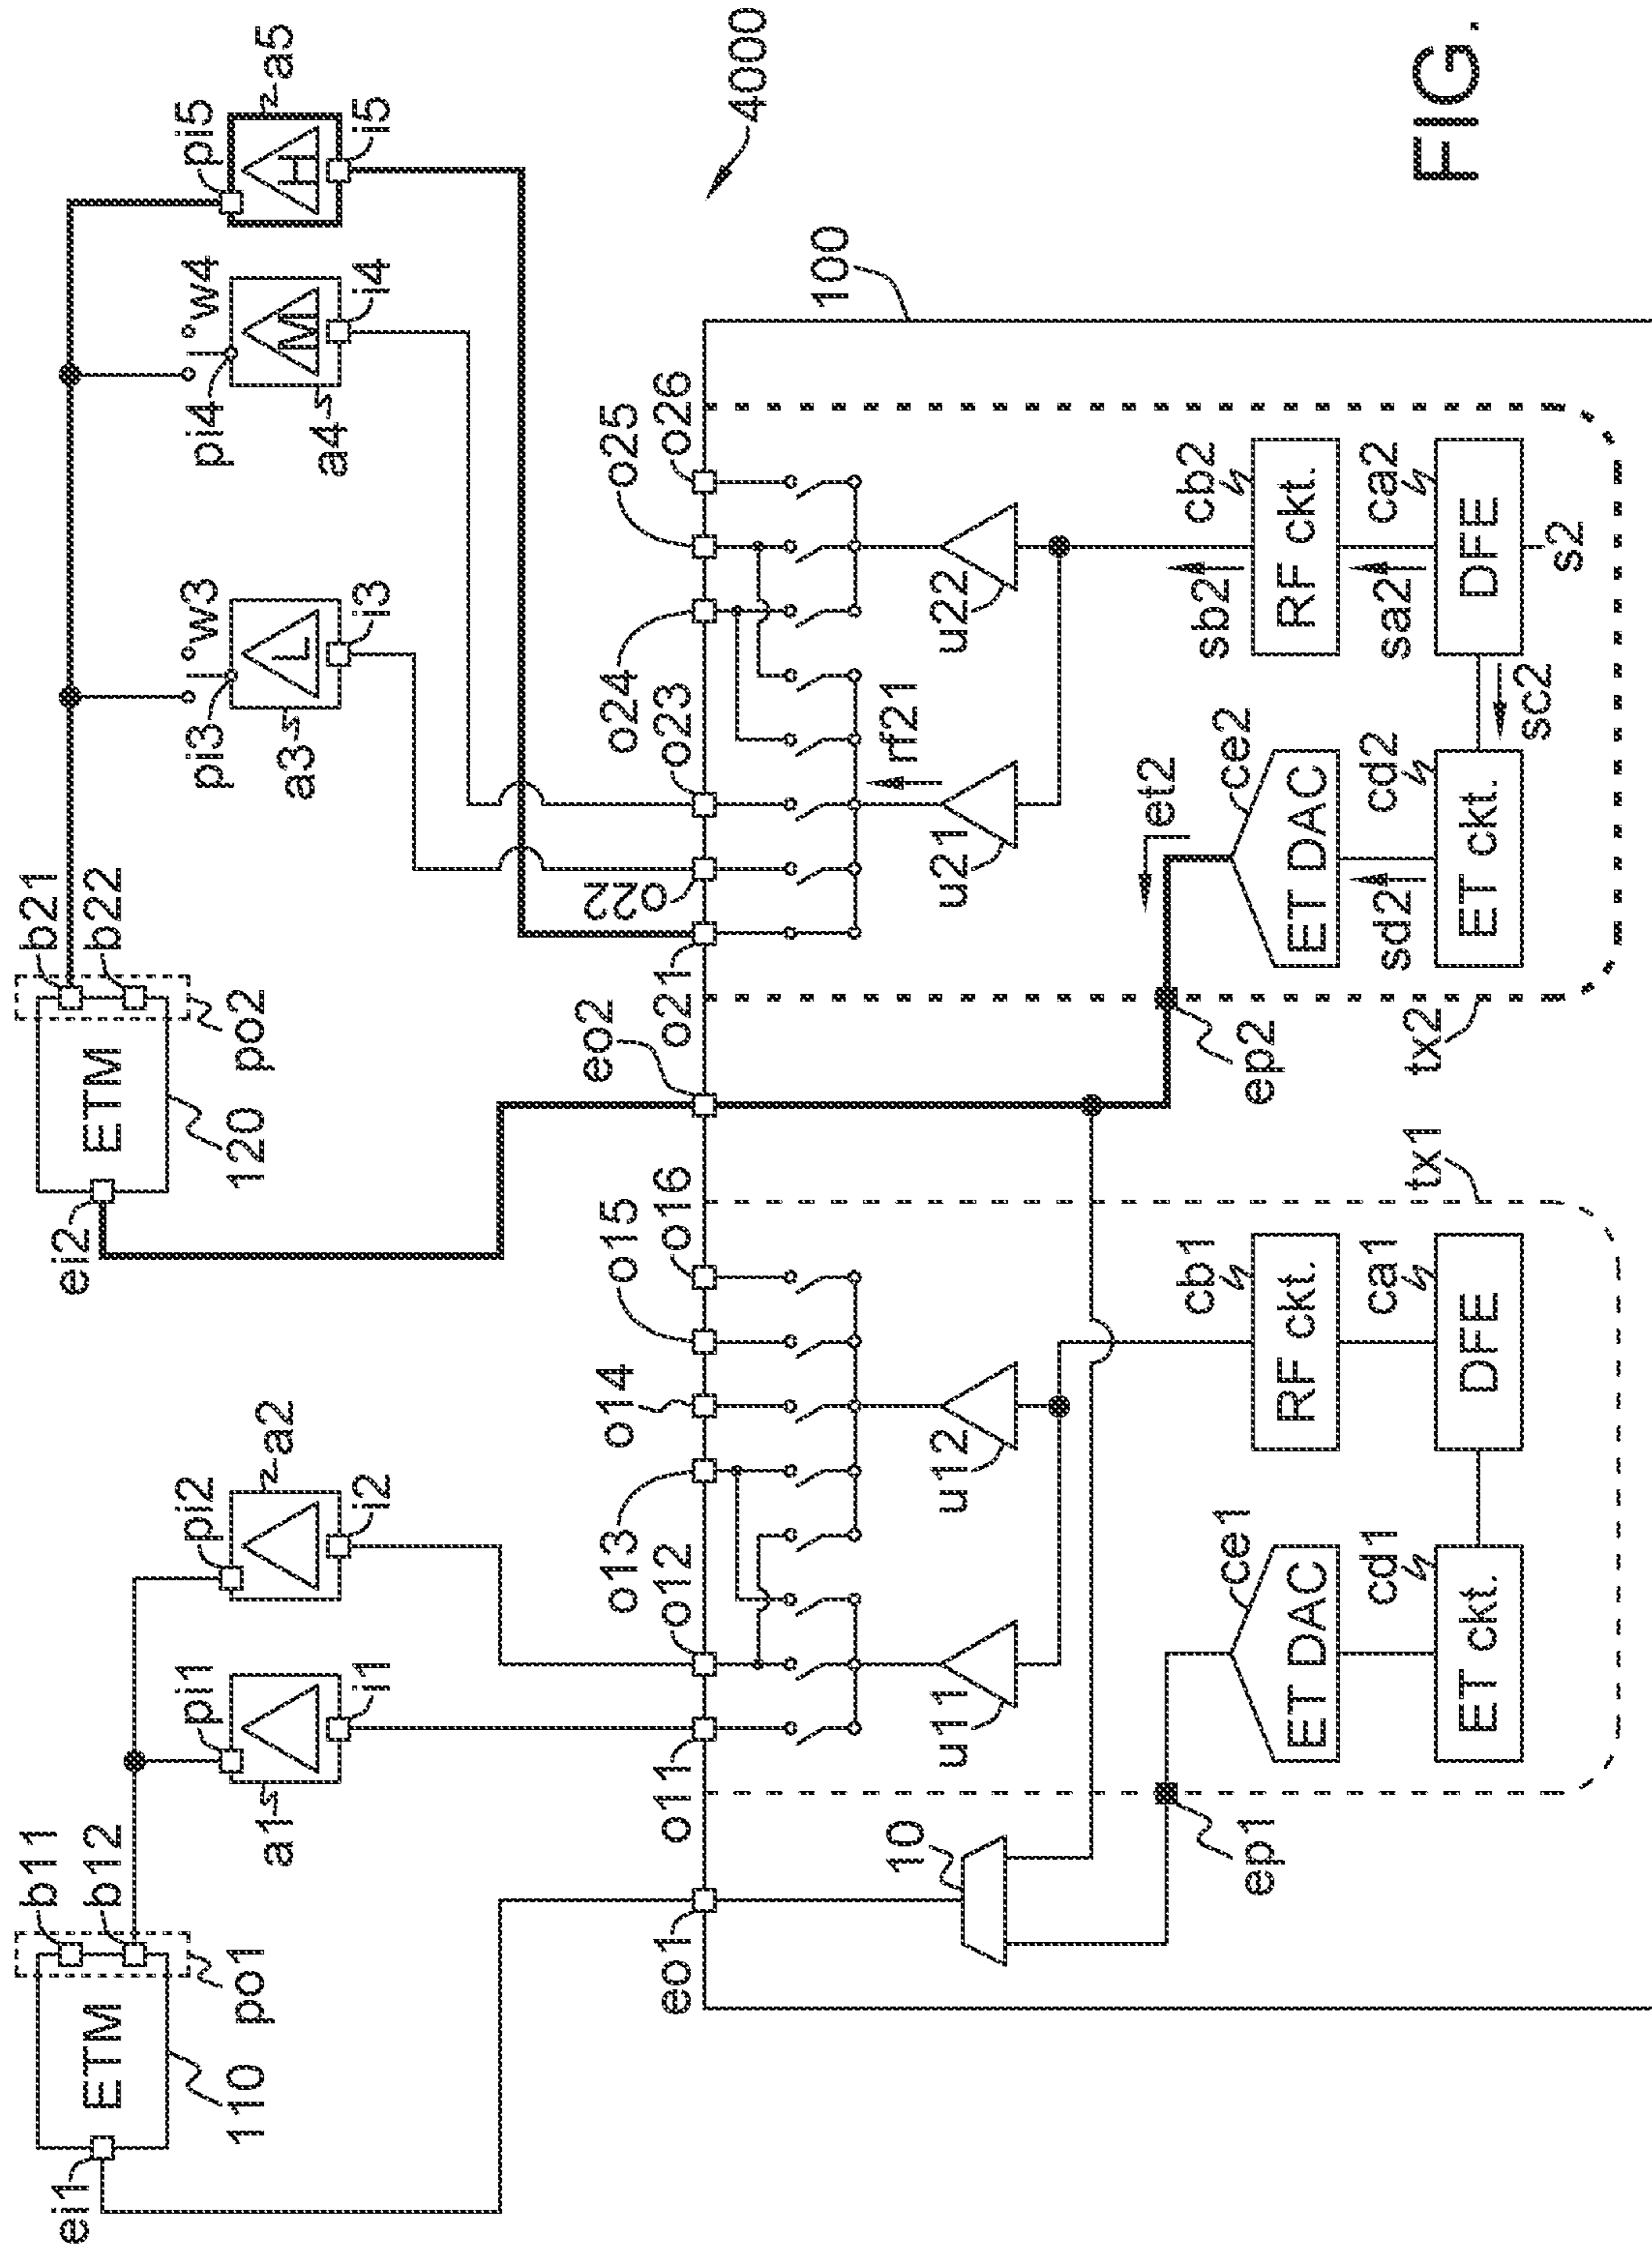 ei1
ETM
110
po1
b11
b12
a1
pi1
i1
pi2
a2
i2
ei2
ETM
120
po2
b21
b22
pi3
w3
L
a3
i3
pi4
w4
M
a4
i4
pi5
a5
H
i5
4000
eo1
o11
o12
o13
o14
o15
o16
eo2
o21
o22
o23
o24
o25
o26
100
10
u11
u12
rf21
u21
u22
ep1
ET DAC
ce1
RF ckt.
cb1
ep2
et2
ET DAC
ce2
sb2
RF ckt.
cb2
ET ckt.
cd1
DFE
ca1
tx1
tx2
sd2
ET ckt.
cd2
sc2
sa2
DFE
ca2
s2
FIG.